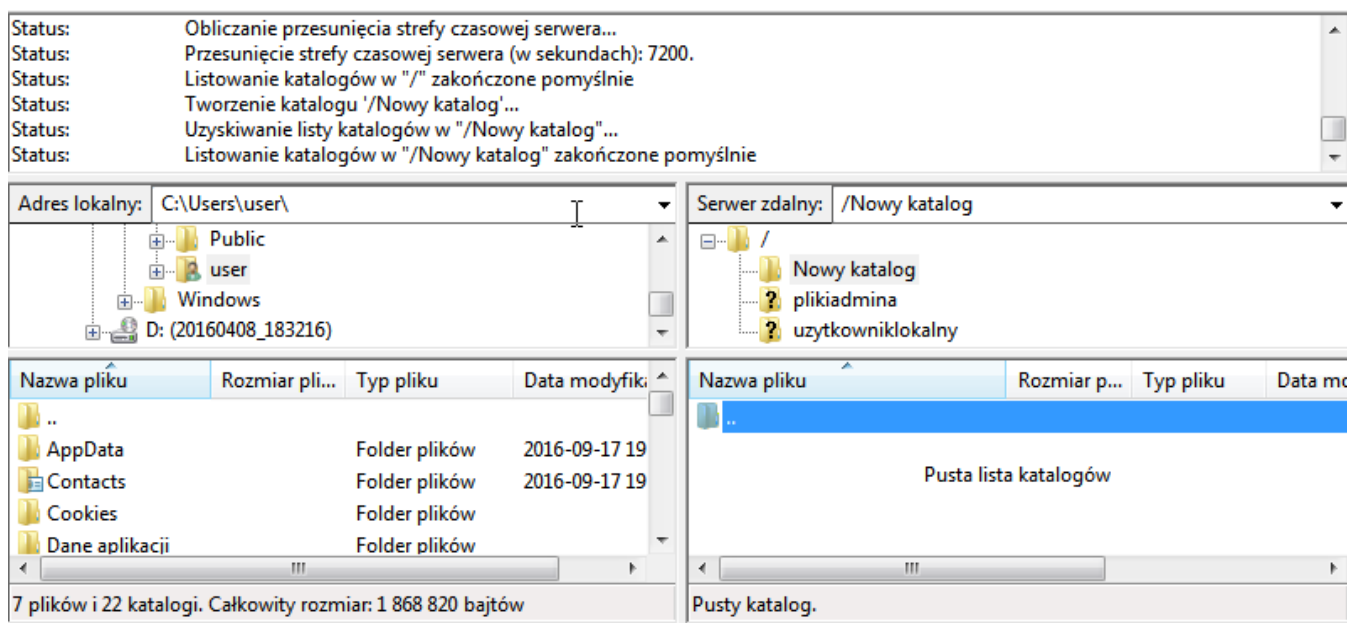 Status: Obliczanie przesunięcia strefy czasowej serwera...
Status: Przesunięcie strefy czasowej serwera (w sekundach): 7200.
Status: Listowanie katalogów w "/" zakończone pomyślnie
Status: Tworzenie katalogu '/Nowy katalog'...
Status: Uzyskiwanie listy katalogów w "/Nowy katalog"...
Status: Listowanie katalogów w "/Nowy katalog" zakończone pomyślnie
Adres lokalny: C:\Users\user\
Public
user
Windows
D: (20160408_183216)
Serwer zdalny: /Nowy katalog
/
Nowy katalog
? plikiadmina
? uzytkowniklokalny
Nazwa pliku Rozmiar pli... Typ pliku Data modyfika
..
AppData Folder plików 2016-09-17 19
Contacts Folder plików 2016-09-17 19
Cookies Folder plików
Dane aplikacji Folder plików
7 plików i 22 katalogi. Całkowity rozmiar: 1 868 820 bajtów
Nazwa pliku Rozmiar p... Typ pliku Data mo
..
Pusta lista katalogów
Pusty katalog.